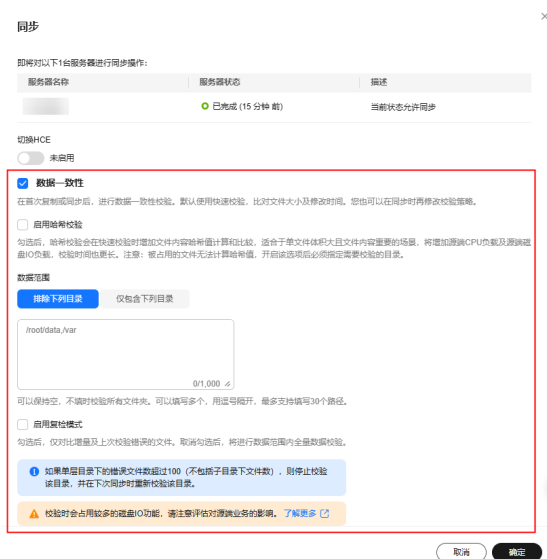 同步
即将对以下1台服务器进行同步操作：
服务器名称 服务器状态 描述
已完成 (15 分钟 前) 当前状态允许同步
切换HCE
未启用
数据一致性
在首次复制或同步后，进行数据一致性校验。默认使用快速校验，比对文件大小及修改时间。您也可以在同步时再修改校验策略。
启用哈希校验
勾选后，哈希校验会在快速校验时增加文件内容哈希值计算和比较，适合于单文件体积大且文件内容重要的场景，将增加源端CPU负载及源端磁
盘IO负载，校验时间也更长。注意：被占用的文件无法计算哈希值，开启该选项后必须指定需要校验的目录。
数据范围
排除下列目录 仅包含下列目录
/root/data,/var
0/1,000
可以保持空，不填时校验所有文件夹。可以填写多个，用逗号隔开，最多支持填写30个路径。
启用复检模式
勾选后，仅对比增量及上次校验错误的文件。取消勾选后，将进行数据范围内全量数据校验。
如果单层目录下的错误文件数超过100（不包括子目录下文件数），则停止校验
该目录，并在下次同步时重新校验该目录。
校验时会占用较多的磁盘IO功能，请注意评估对源端业务的影响。 了解更多
取消 确定